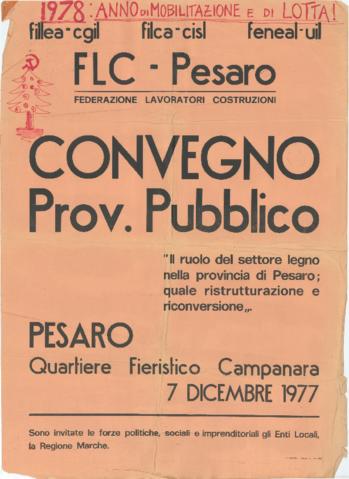 1978: ANNO DI MOBILITAZIONE E DI LOTTA!
fillea-cgil filca-cisl feneal-uil
FLC - Pesaro
FEDERAZIONE LAVORATORI COSTRUZIONI
CONVEGNO
Prov. Pubblico
"Il ruolo del settore legno
nella provincia di Pesaro;
quale ristrutturazione e
riconversione„.
PESARO
Quartiere Fieristico Campanara
7 DICEMBRE 1977
Sono invitate le forze politiche, sociali e imprenditoriali gli Enti Locali,
la Regione Marche.